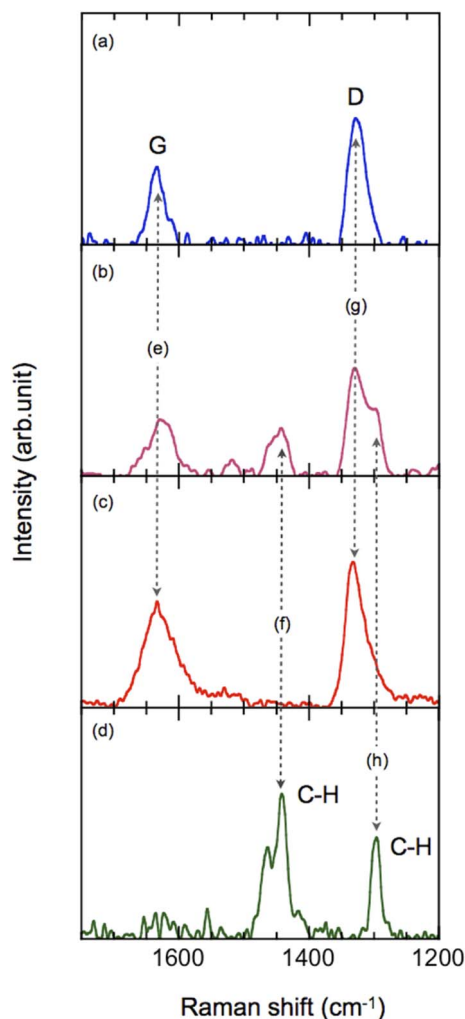 (a)
G
D
(b)
(e)
(g)
(c)
(f)
(d)
(h)
C-H
C-H
Intensity (arb.unit)
1600
1400
1200
Raman shift (cm⁻¹)